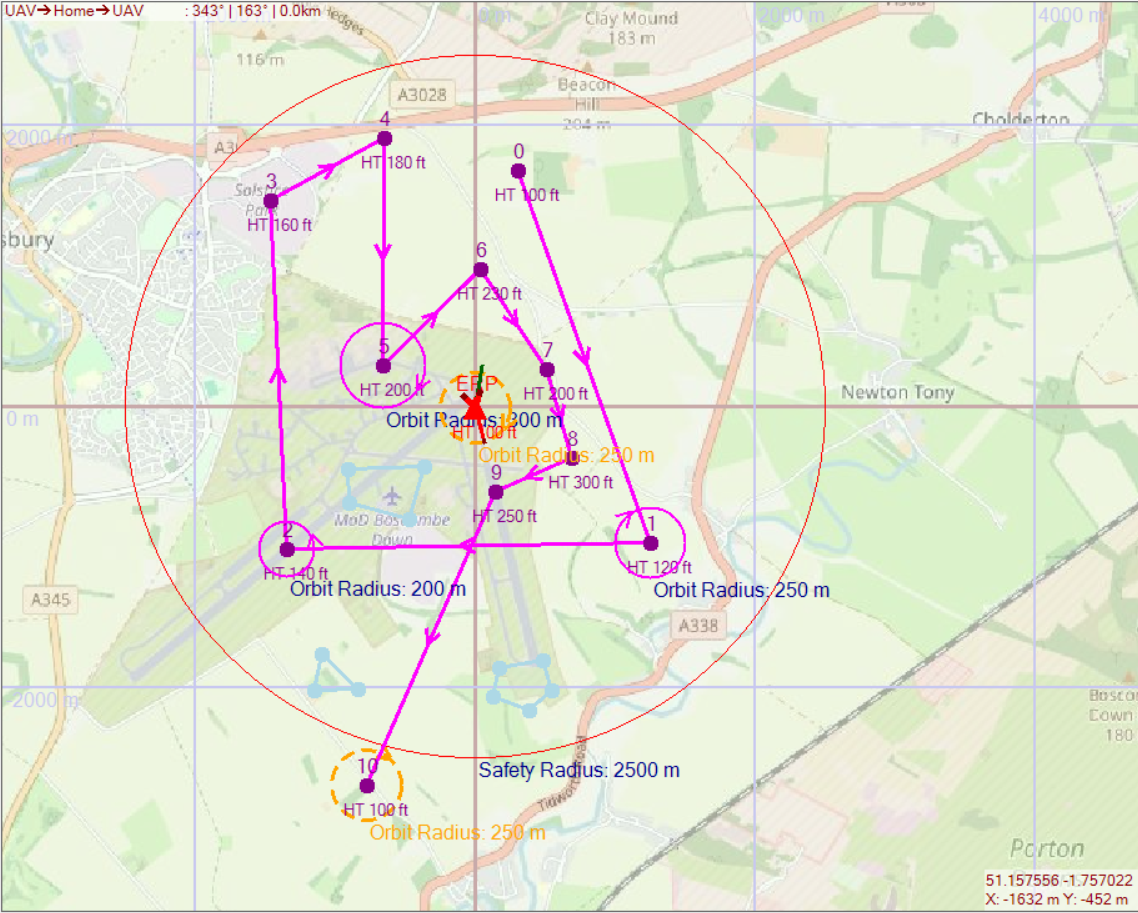 UAV→Home→UAV : 343° | 163° | 0.0km
0 m
2000 m
4000 m
Hedges
Clay Mound
183 m
116 m
Beacon
Hill
204 m
A3028
Cholderton
2000 m
4
HT 180 ft
0
HT 100 ft
3
HT 160 ft
sbury
6
HT 230 ft
5
HT 200 ft
7
HT 200 ft
ERP
HT 100 ft
Newton Tony
0 m
Orbit Radius: 300 m
Orbit Radius: 250 m
8
HT 300 ft
9
HT 250 ft
MoD Boscombe
Down
2
HT 140 ft
1
HT 120 ft
Orbit Radius: 200 m
Orbit Radius: 250 m
A345
A338
2000 m
10
HT 100 ft
Safety Radius: 2500 m
Orbit Radius: 250 m
Down
180
Porton
51.157556 -1.757022
X: -1632 m Y: -452 m